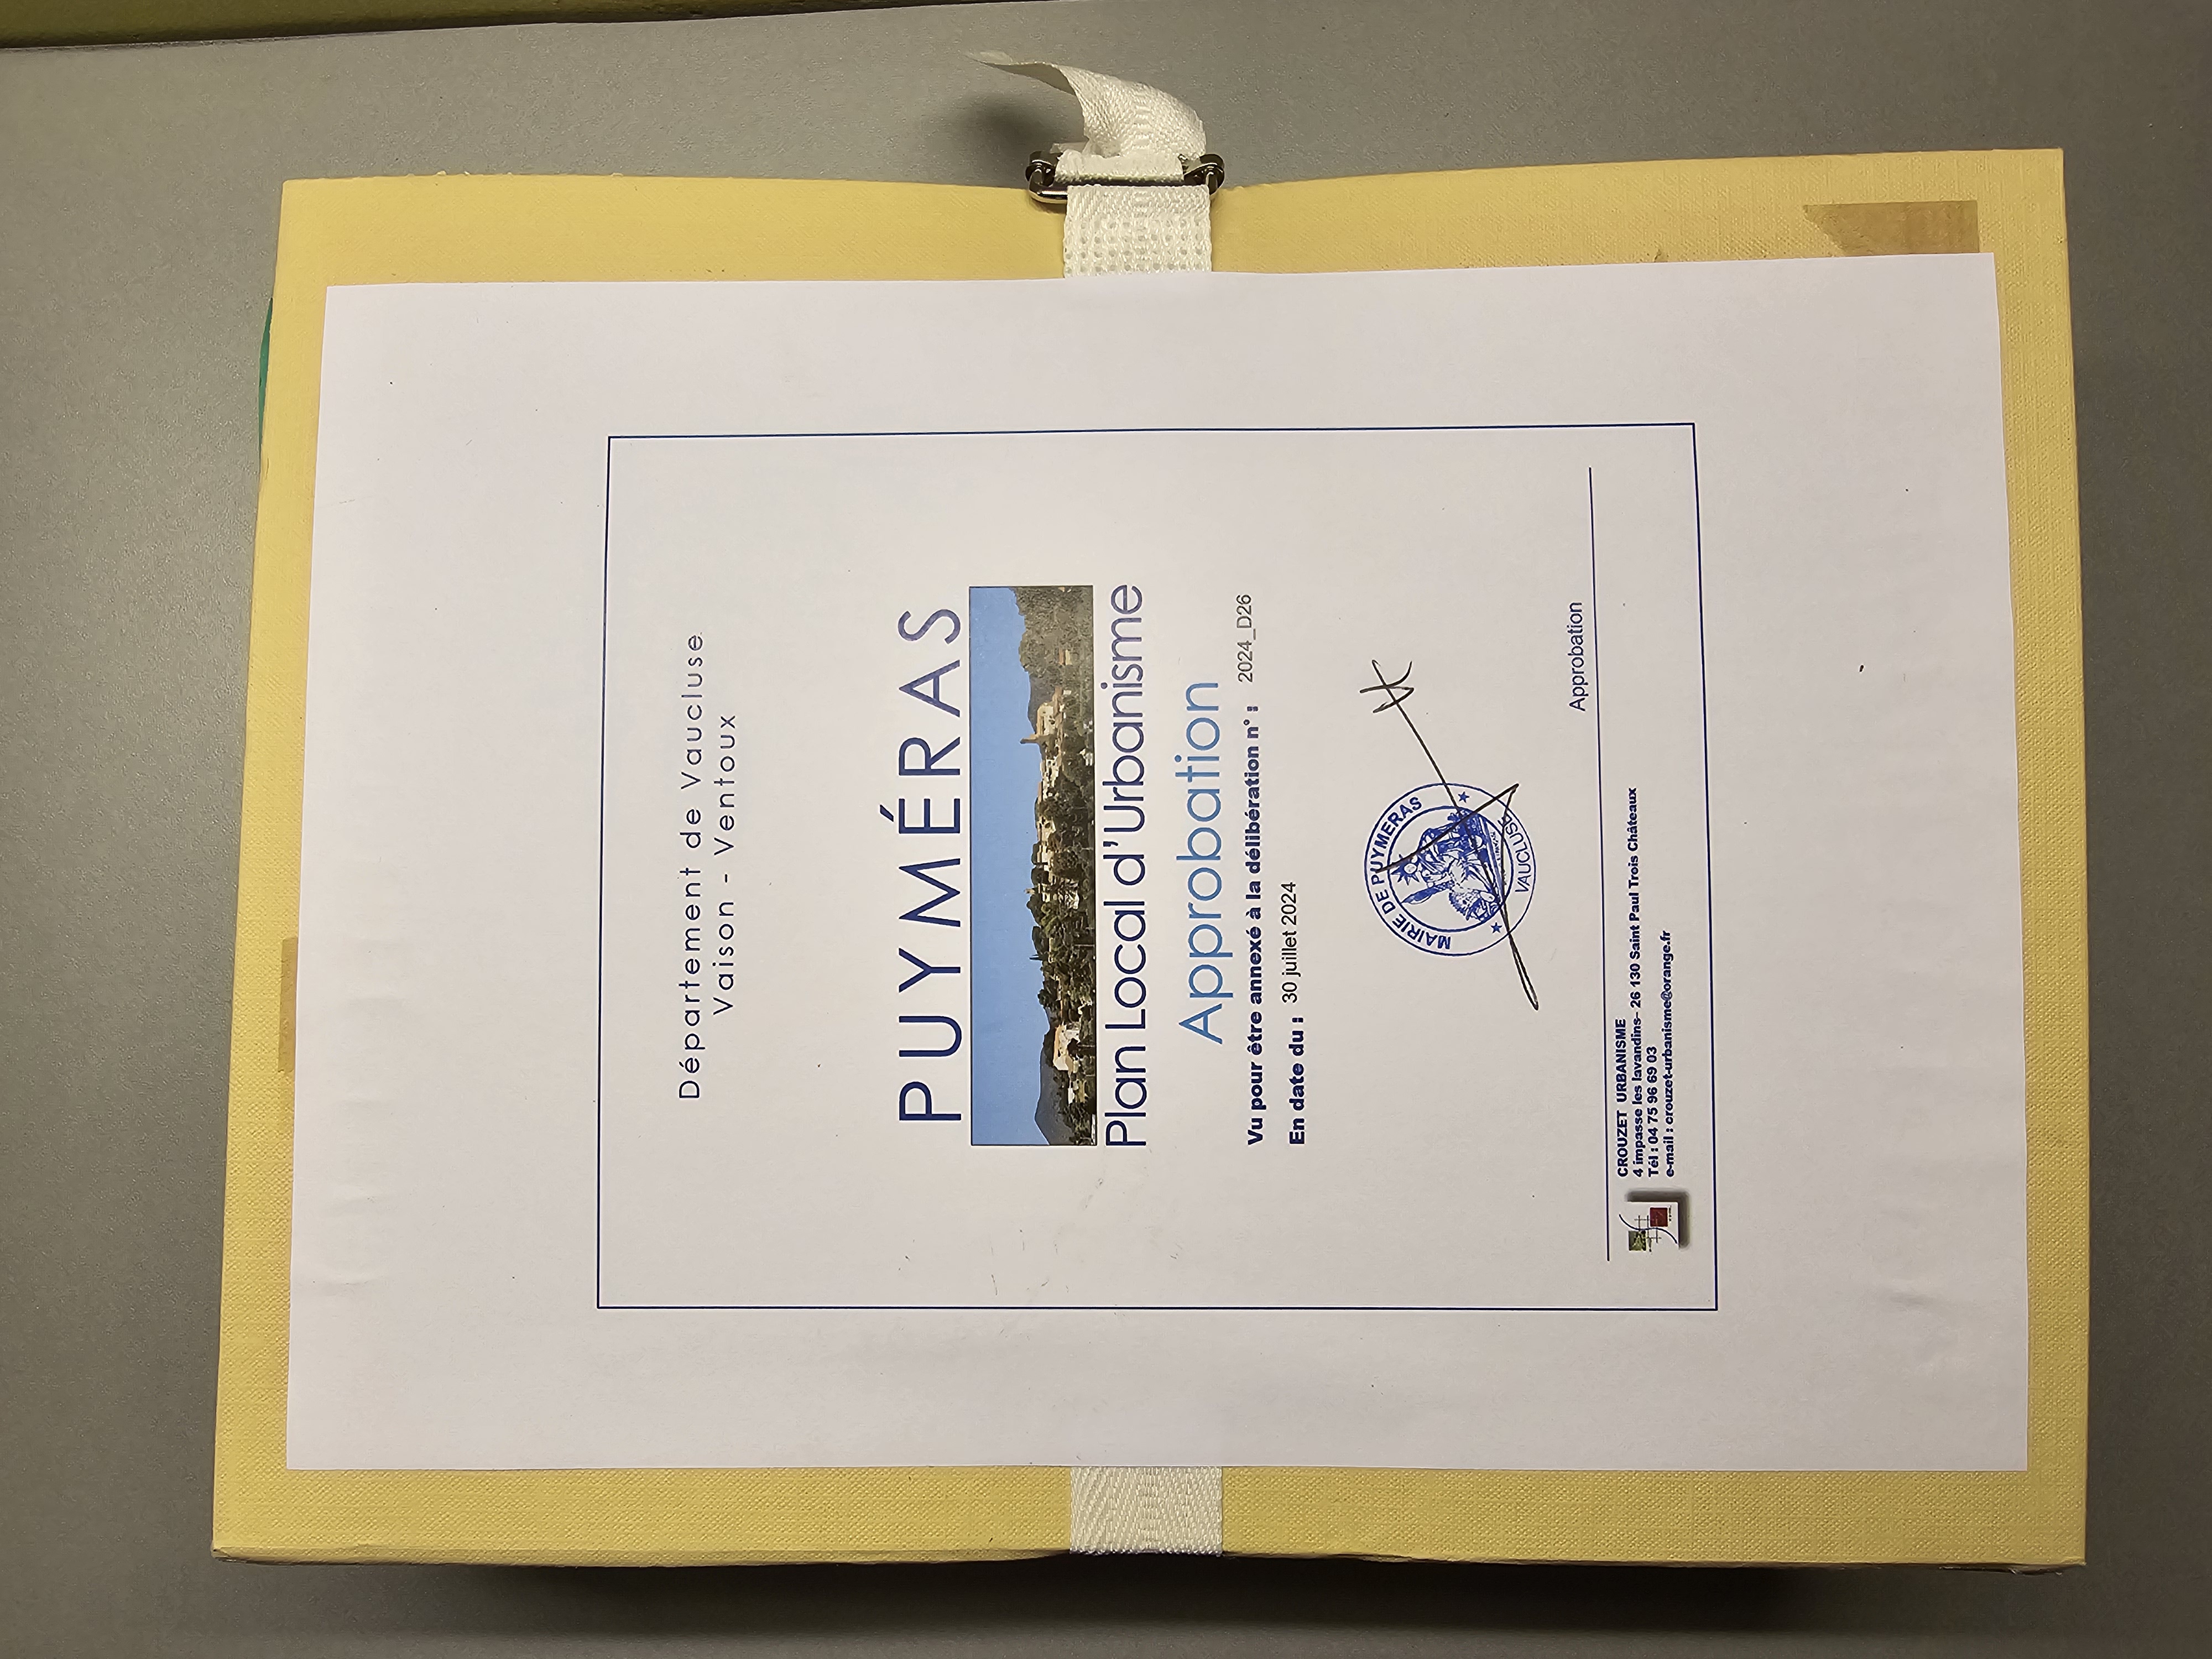 Département de Vaucluse
Vaison - Ventoux
PUYMÉRAS
Plan Local d'Urbanisme
Approbation
Vu pour être annexé à la délibération n° : 2024_D26
En date du : 30 juillet 2024
MAIRIE DE PUYMERAS
VAUCLUSE
Approbation
CROUZET URBANISME
4 impasse les lavandins– 26 130 Saint Paul Trois Châteaux
Tél : 04 75 96 69 03
e-mail : crouzet-urbanisme@orange.fr